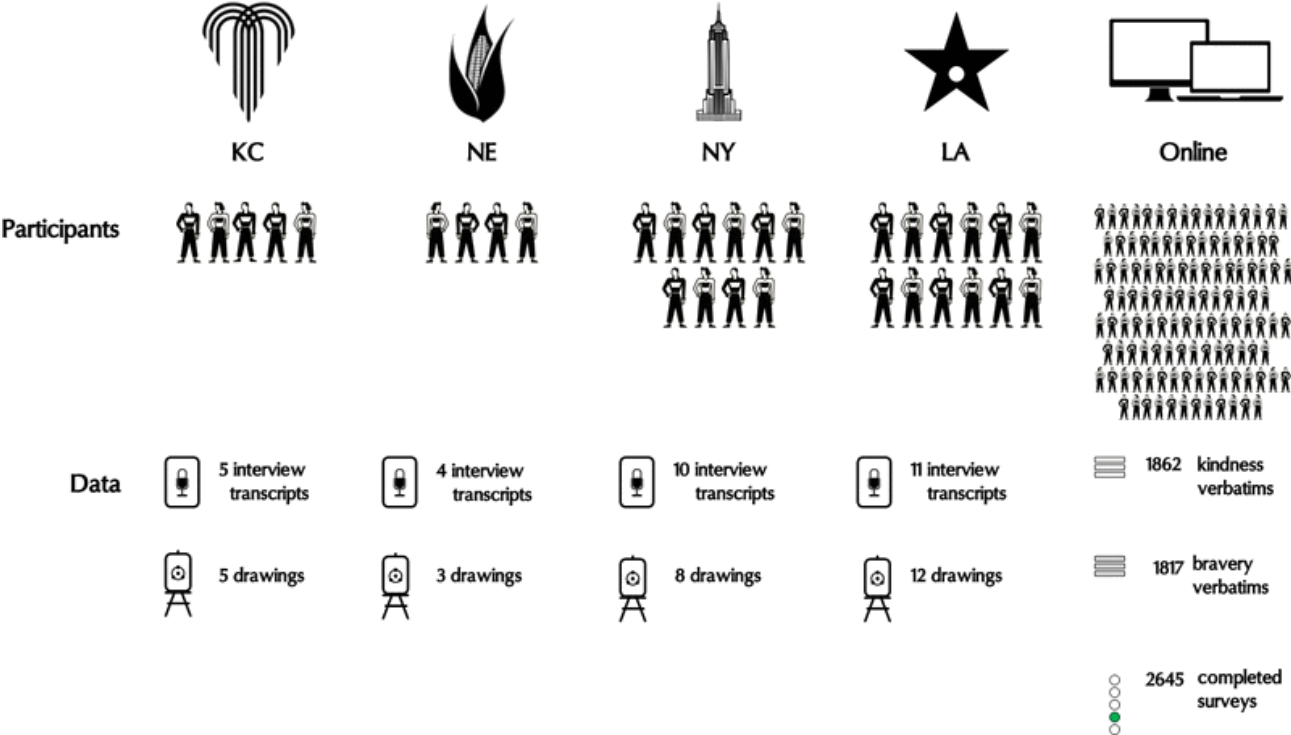 KC
NE
NY
LA
Online
Participants
Data
5 interview
transcripts
4 interview
transcripts
10 interview
transcripts
11 interview
transcripts
1862 kindness
verbatims
5 drawings
3 drawings
8 drawings
12 drawings
1817 bravery
verbatims
2645 completed
surveys